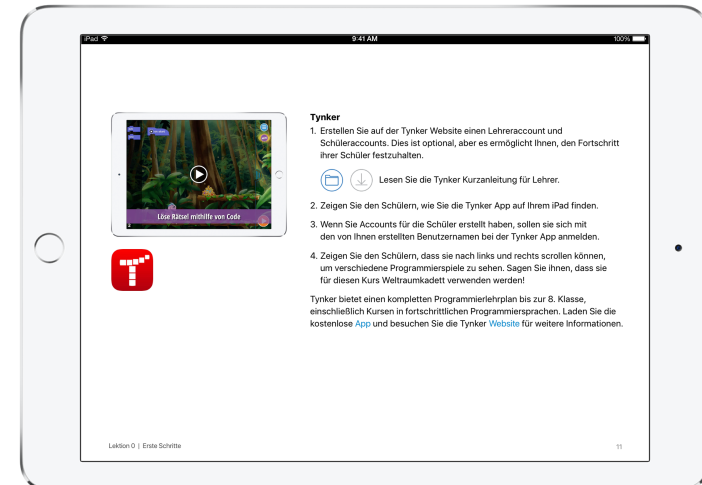 iPad
9:41 AM
100%
Tynker
1. Erstellen Sie auf der Tynker Website einen Lehreraccount und
Schüleraccounts. Dies ist optional, aber es ermöglicht Ihnen, den Fortschritt
ihrer Schüler festzuhalten.
Lesen Sie die Tynker Kurzanleitung für Lehrer.
2. Zeigen Sie den Schülern, wie Sie die Tynker App auf Ihrem iPad finden.
3. Wenn Sie Accounts für die Schüler erstellt haben, sollen sie sich mit
den von Ihnen erstellten Benutzernamen bei der Tynker App anmelden.
4. Zeigen Sie den Schülern, dass sie nach links und rechts scrollen können,
um verschiedene Programmierspiele zu sehen. Sagen Sie ihnen, dass sie
für diesen Kurs Weltraumkadett verwenden werden!
Tynker bietet einen kompletten Programmierlehrplan bis zur 8. Klasse,
einschließlich Kursen in fortschrittlichen Programmiersprachen. Laden Sie die
kostenlose App und besuchen Sie die Tynker Website für weitere Informationen.
Löse Rätsel mithilfe von Code
Lektion 0 | Erste Schritte
11